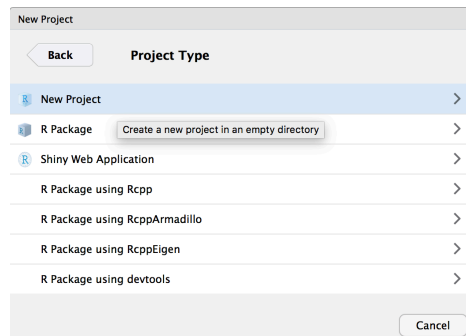 New Project
Back
Project Type
New Project
R Package
Create a new project in an empty directory
Shiny Web Application
R Package using Rcpp
R Package using RcppArmadillo
R Package using RcppEigen
R Package using devtools
Cancel